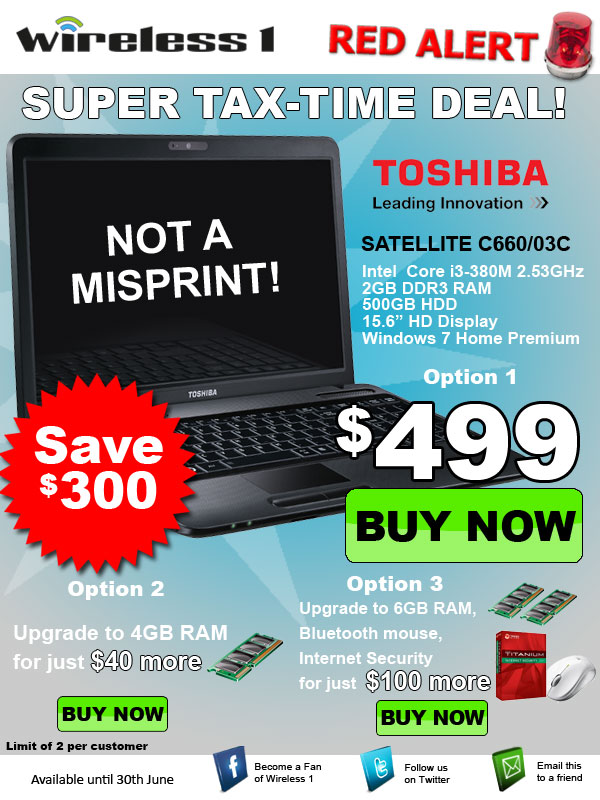 wireless 1
RED ALERT
SUPER TAX-TIME DEAL!
TOSHIBA
Leading Innovation
NOT A
MISPRINT!
SATELLITE C660/03C
Intel Core i3-380M 2.53GHz
2GB DDR3 RAM
500GB HDD
15.6” HD Display
Windows 7 Home Premium
TOSHIBA
Option 1
$499
BUY NOW
Save
$300
Option 2
Upgrade to 4GB RAM
for just $40 more
BUY NOW
Option 3
Upgrade to 6GB RAM,
Bluetooth mouse,
Internet Security
for just $100 more
TITANIUM
BUY NOW
Limit of 2 per customer
Available until 30th June
Become a Fan
of Wireless 1
Follow us
on Twitter
Email this
to a friend